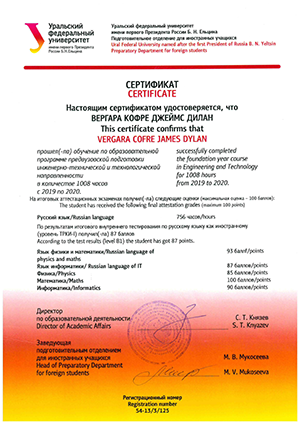 Уральский
федеральный
университет
имени первого Президента
России Б.Н. Ельцина
Уральский федеральный университет
имени первого Президента России Б. Н. Ельцина
Подготовительное отделение для иностранных учащихся
Ural Federal University named after the first President of Russia B. N. Yeltsin
Preparatory Department for foreign students
СЕРТИФИКАТ
CERTIFICATE
Настоящим сертификатом удостоверяется, что
ВЕРГАРА КОФРЕ ДЖЕЙМС ДИЛАН
This certificate confirms that
VERGARA COFRE JAMES DYLAN
прошел(-ла) обучение по образовательной
программе предвузовской подготовки
инженерно-технической и технологической
направленности
в количестве 1008 часов
с 2019 по 2020.
successfully completed
the foundation year course
in Engineering and Technology
for 1008 hours
from 2019 to 2020.
На итоговых аттестационных экзаменах получил(-ла) следующие оценки (максимальная оценка – 100 баллов):
The student has received the following final attestation grades (maximum 100 points)
Русский язык/Russian language 756 часов/hours
По результатам итогового внутреннего тестирования по русскому языку как иностранному
(уровень ТРКИ-I) получил(-ла) 87 баллов
According to the test results (level B1) the student has got 87 points.
Язык физики и математики/Russian language of
physics and maths 93 балл/points
Язык информатики/ Russian language of IT 87 баллов/points
Физика/Physics 85 баллов/points
Математика/Maths 100 баллов/points
Информатика/Informatics 90 баллов/points
Директор
по образовательной деятельности
Director of Academic Affairs
С. Т. Князев
S. T. Knyazev
Заведующая
подготовительным отделением
для иностранных учащихся
Head of Preparatory Department
for foreign students
М. В. Мукосеева
M. V. Mukoseeva
Регистрационный номер
Registration number
54-13/3/125